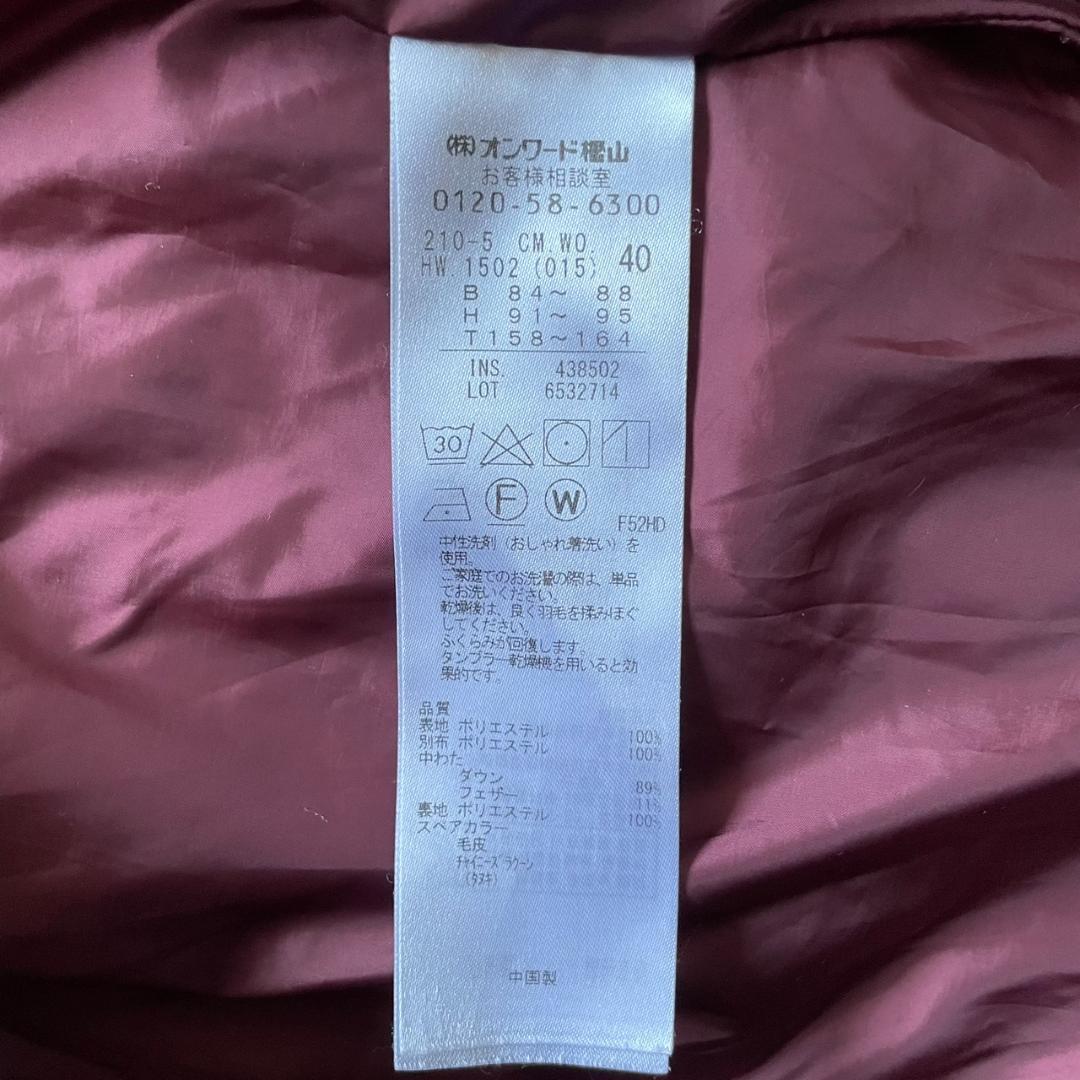 (株)オンワード樫山
お客様相談室
0120-58-6300
210-5 CM.WO.
HW.1502 (015) 40
B 84〜 88
H 91〜 95
T158〜164
INS. 438502
LOT 6532714
30
F W F52HD
中性洗剤（おしゃれ着洗い）を
使用。
ご家庭でのお洗濯の際は、単品
でお洗いください。
乾燥後は、良く羽毛を揉みほぐ
してください。
ふくらみが回復します。
タンブラー乾燥機を用いると効
果的です。
品質
表地 ポリエステル 100%
別布 ポリエステル 100%
中わた
ダウン 89%
フェザー 11%
裏地 ポリエステル 100%
スペアカラー
毛皮
チャイニーズラクーン
(タヌキ)
中国製